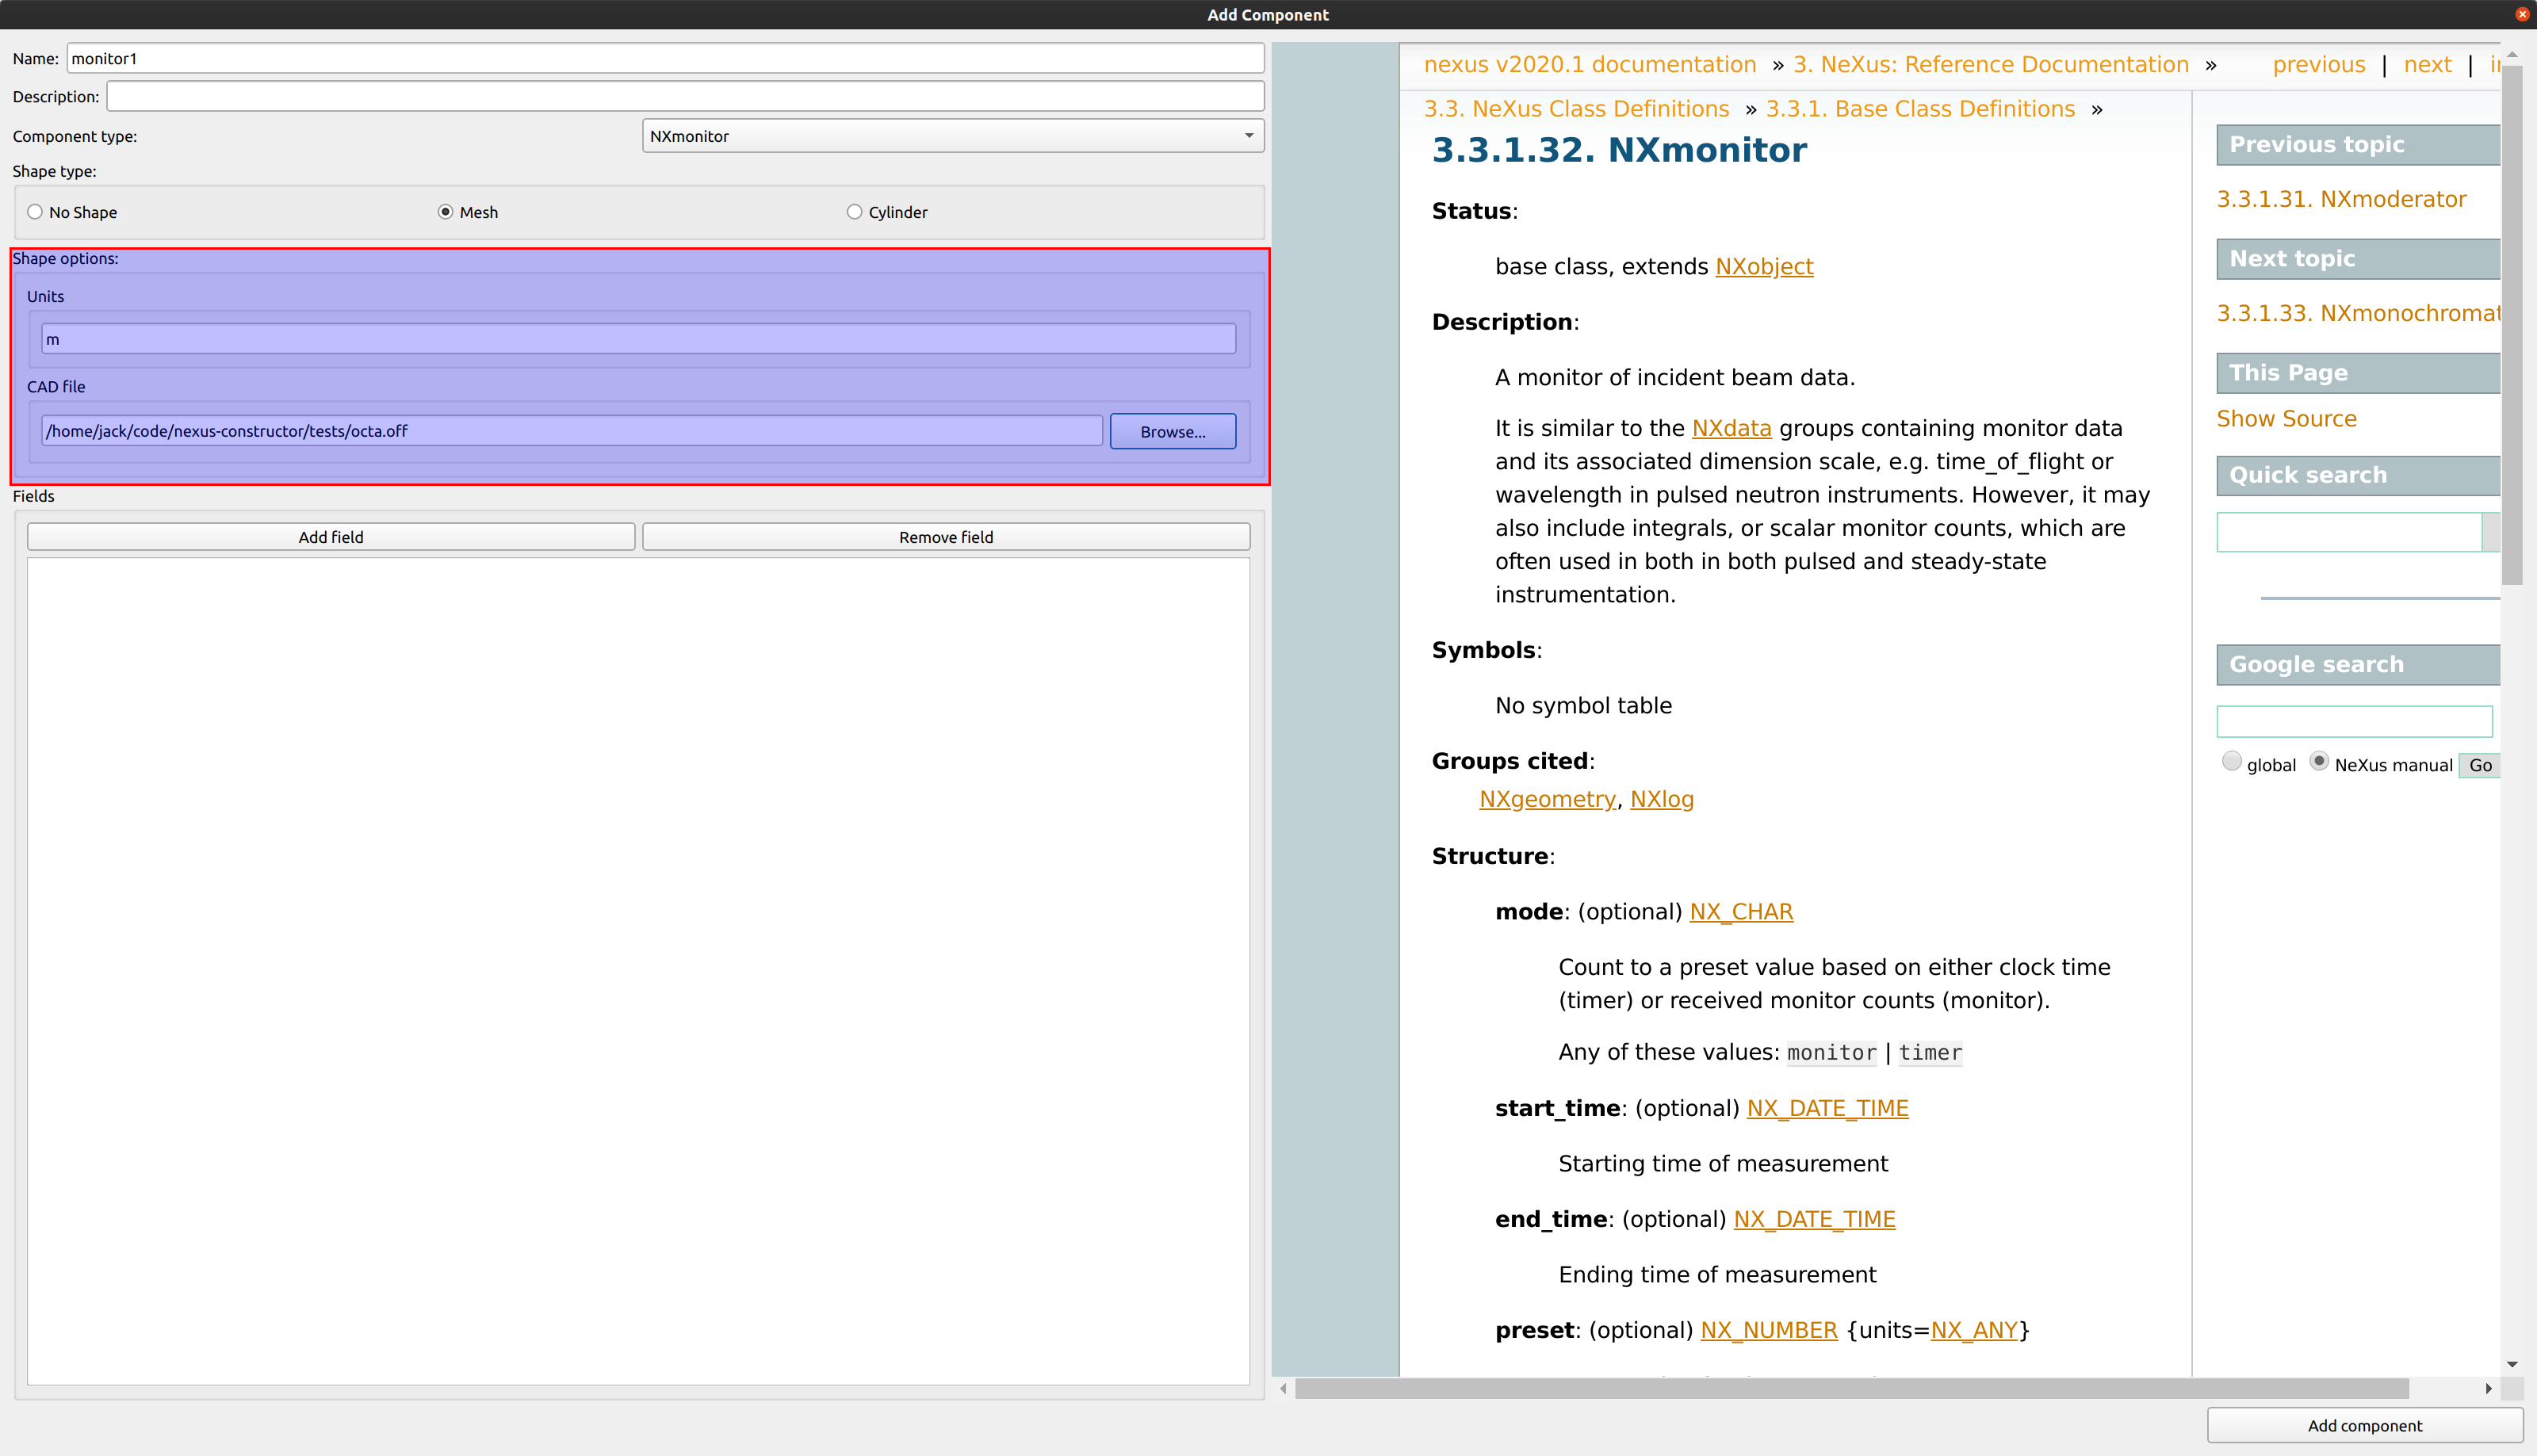 Add Component
Name: monitor1
Description:
Component type: NXmonitor
Shape type:
No Shape Mesh Cylinder
Shape options:
Units
m
CAD file
/home/jack/code/nexus-constructor/tests/octa.off Browse...
Fields
Add field Remove field
nexus v2020.1 documentation » 3. NeXus: Reference Documentation » previous | next |
3.3. NeXus Class Definitions » 3.3.1. Base Class Definitions »
3.3.1.32. NXmonitor
Status:
base class, extends NXobject
Description:
A monitor of incident beam data.
It is similar to the NXdata groups containing monitor data
and its associated dimension scale, e.g. time_of_flight or
wavelength in pulsed neutron instruments. However, it may
also include integrals, or scalar monitor counts, which are
often used in both in both pulsed and steady-state
instrumentation.
Symbols:
No symbol table
Groups cited:
NXgeometry, NXlog
Structure:
mode: (optional) NX_CHAR
Count to a preset value based on either clock time
(timer) or received monitor counts (monitor).
Any of these values: monitor | timer
start_time: (optional) NX_DATE_TIME
Starting time of measurement
end_time: (optional) NX_DATE_TIME
Ending time of measurement
preset: (optional) NX_NUMBER {units=NX_ANY}
Previous topic
3.3.1.31. NXmoderator
Next topic
3.3.1.33. NXmonochromat
This Page
Show Source
Quick search
Google search
global NeXus manual Go
Add component